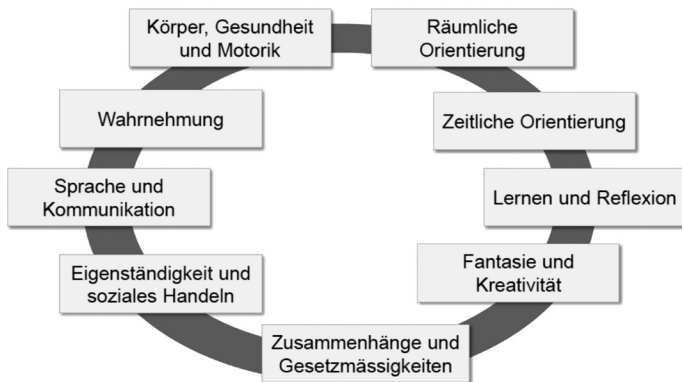 Körper, Gesundheit
und Motorik
Räumliche
Orientierung
Wahrnehmung
Zeitliche Orientierung
Sprache und
Kommunikation
Lernen und Reflexion
Eigenständigkeit und
soziales Handeln
Fantasie und
Kreativität
Zusammenhänge und
Gesetzmässigkeiten